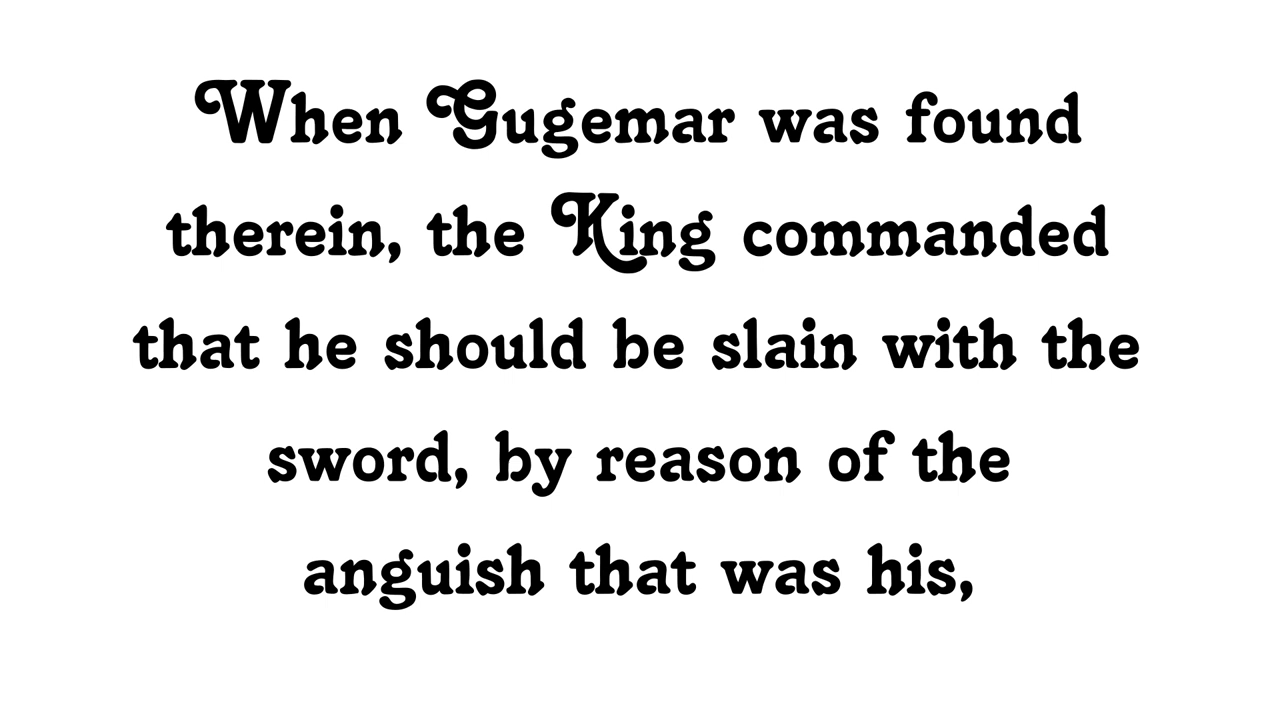 When Gugemar was found
therein, the King commanded
that he should be slain with the
sword, by reason of the
anguish that was his,